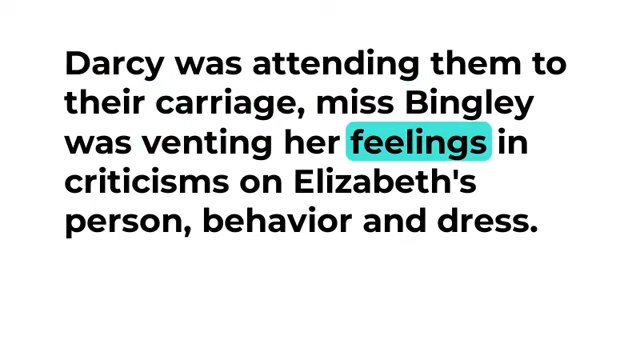 Darcy was attending them to
their carriage, miss Bingley
was venting her feelings in
criticisms on Elizabeth's
person, behavior and dress.